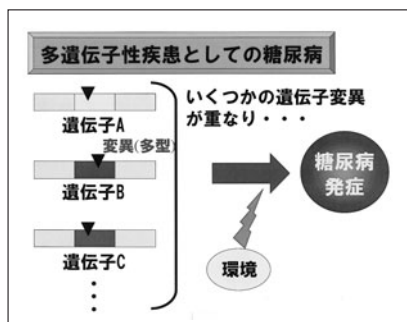 多遺伝子性疾患としての糖尿病
いくつかの遺伝子変異
が重なり・・・
遺伝子A
変異(多型)
遺伝子B
遺伝子C
・・・
糖尿病
発症
環境